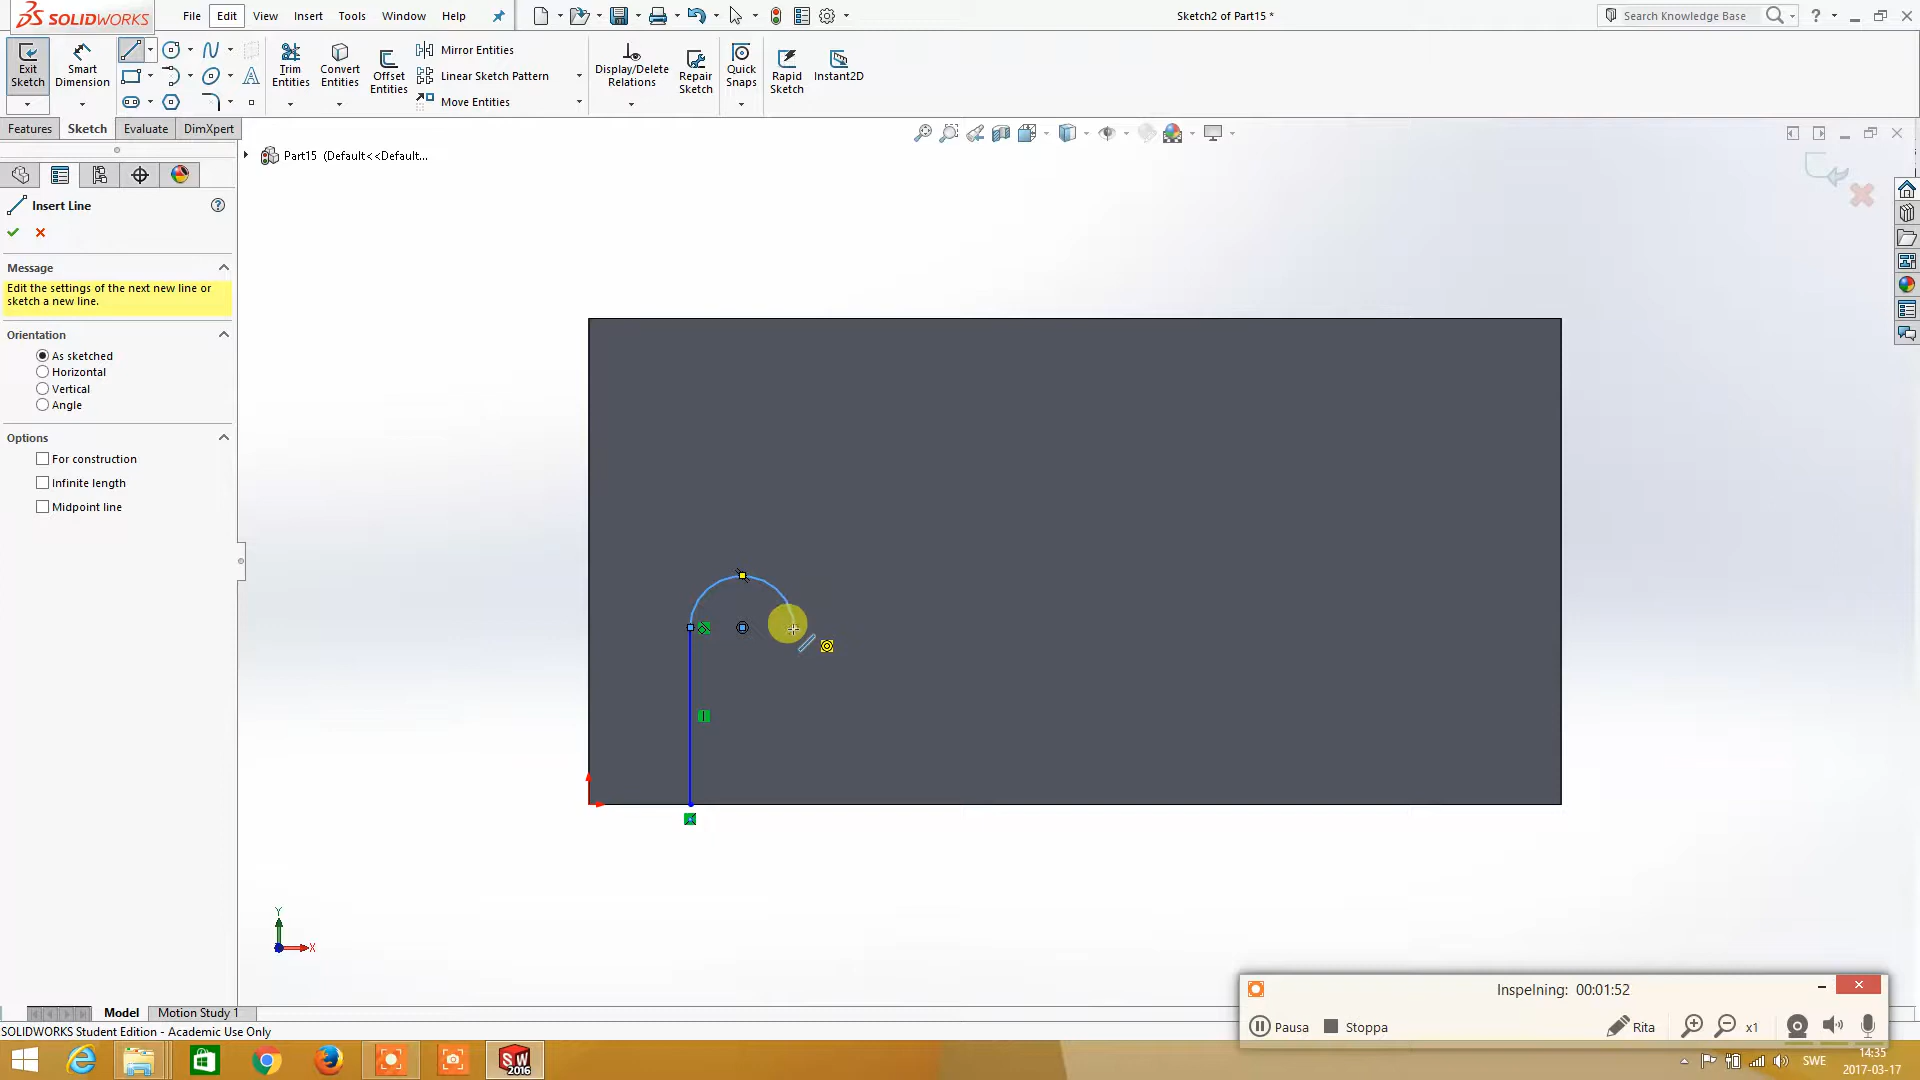 SOLIDWORKS
File Edit View Insert Tools Window Help
Sketch2 of Part15 *
Search Knowledge Base
Exit Sketch
Smart Dimension
Trim Entities
Convert Entities
Offset Entities
Mirror Entities
Linear Sketch Pattern
Move Entities
Display/Delete Relations
Repair Sketch
Quick Snaps
Rapid Sketch
Instant2D
Features Sketch Evaluate DimXpert
Part15 (Default<<Default...
Insert Line
Message
Edit the settings of the next new line or
sketch a new line.
Orientation
As sketched
Horizontal
Vertical
Angle
Options
For construction
Infinite length
Midpoint line
Y
X
Inspelning: 00:01:52
Pausa Stoppa Rita x1
Model Motion Study 1
SOLIDWORKS Student Edition - Academic Use Only
SW
2016
SWE
14:35
2017-03-17